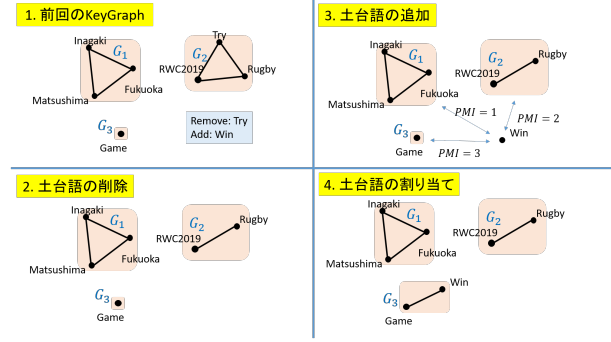 1. 前回のKeyGraph
Inagaki
G1
Matsushima
Fukuoka
Try
G2
RWC2019
Rugby
G3
Game
Remove: Try
Add: Win
2. 土台語の削除
Inagaki
G1
Matsushima
Fukuoka
G2
RWC2019
Rugby
G3
Game
3. 土台語の追加
Inagaki
G1
Matsushima
Fukuoka
G2
RWC2019
Rugby
PMI = 1
PMI = 2
G3
Game
Win
PMI = 3
4. 土台語の割り当て
Inagaki
G1
Matsushima
Fukuoka
G2
RWC2019
Rugby
G3
Game
Win